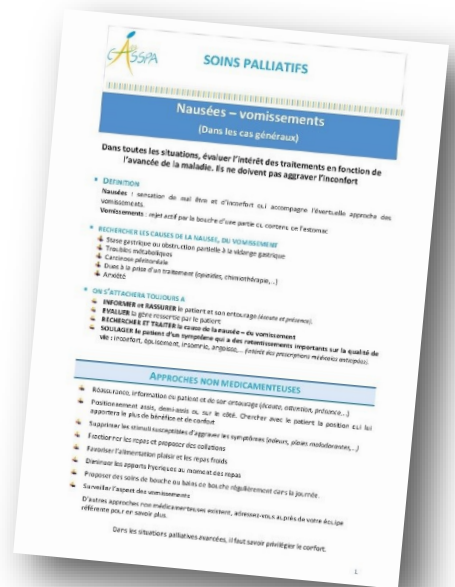 CASSPA
SOINS PALLIATIFS
Nausées – vomissements
(Dans les cas généraux)
Dans toutes les situations, évaluer l'intérêt des traitements en fonction de
l'avancée de la maladie. Ils ne doivent pas aggraver l'inconfort
DEFINITION
Nausées : sensation de mal être et d'inconfort qui accompagne l'éventuelle approche des
vomissements.
Vomissements : rejet actif par la bouche d'une partie du contenu de l'estomac
RECHERCHER LES CAUSES DE LA NAUSEE, DU VOMISSEMENT
Stase gastrique ou obstruction partielle à la vidange gastrique
Troubles métaboliques
Carcinose péritonéale
Dues à la prise d'un traitement (opioïdes, chimiothérapie,...)
Anxiété
ON S'ATTACHERA TOUJOURS A
INFORMER et RASSURER le patient et son entourage (écoute et présence).
EVALUER la gêne ressentie par le patient
RECHERCHER ET TRAITER la cause de la nausée – du vomissement
SOULAGER le patient d'un symptôme qui a des retentissements importants sur la qualité de
vie : inconfort, épuisement, insomnie, angoisse,... (intérêt des prescriptions médicales anticipées).
APPROCHES NON MEDICAMENTEUSES
Réassurance, information du patient et de son entourage (écoute, attention, présence,...)
Positionnement assis, demi-assis ou sur le côté. Chercher avec le patient la position qui lui
apportera le plus de bénéfice et de confort
Supprimer les stimuli susceptibles d'aggraver les symptômes (odeurs, plaies malodorantes,...)
Fractionner les repas et proposer des collations
Favoriser l'alimentation plaisir et les repas froids
Diminuer les apports hydriques au moment des repas
Proposer des soins de bouche ou bains de bouche régulièrement dans la journée.
Surveiller l'aspect des vomissements
D'autres approches non médicamenteuses existent, adressez-vous auprès de votre équipe
référente pour en savoir plus.
Dans les situations palliatives avancées, il faut savoir privilégier le confort.
1